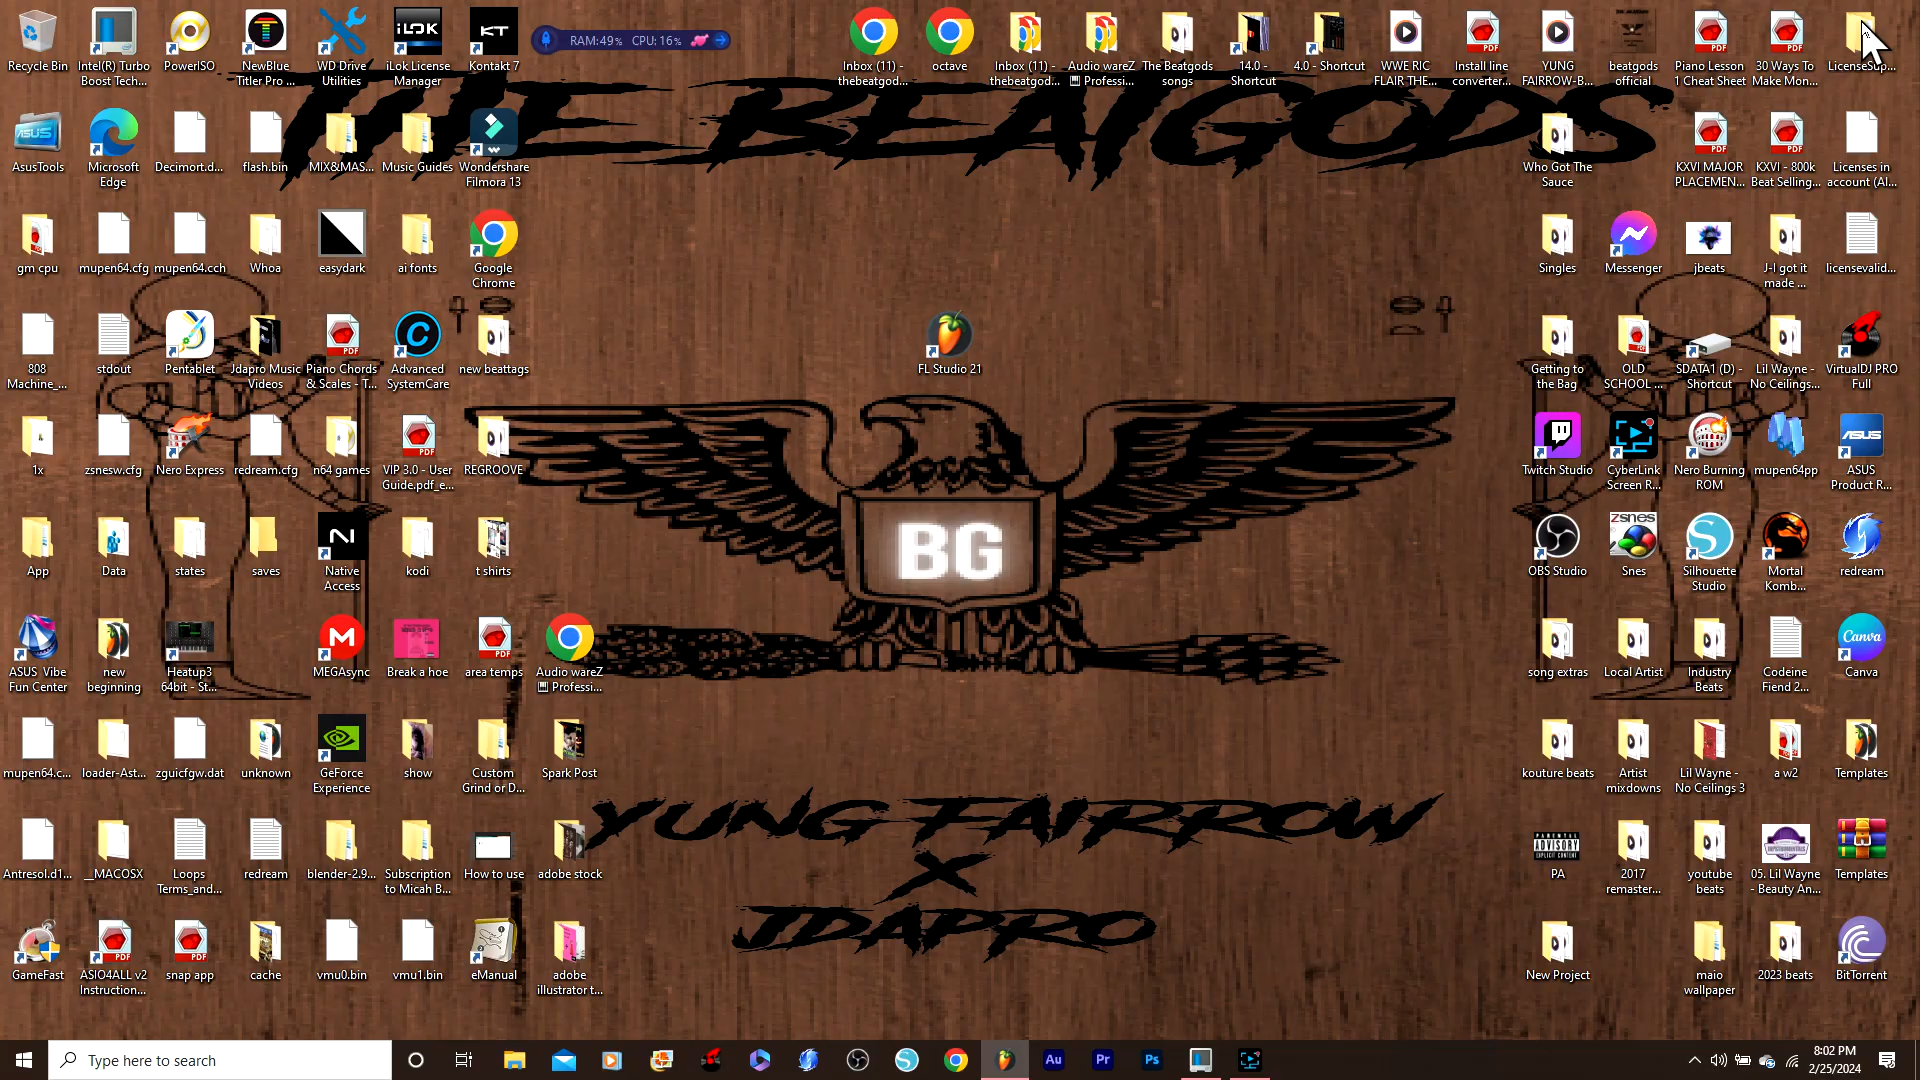 THE BEATGODS
RAM:49% CPU: 16%
Recycle Bin
Intel(R) Turbo
Boost Tech...
PowerISO
NewBlue
Titler Pro ...
WD Drive
Utilities
iLOK
iLok License
Manager
KT
Kontakt 7
Inbox (11) -
thebeatgod...
octave
Inbox (11) -
thebeatgod...
Audio wareZ
Professi...
The Beatgods
songs
14.0 -
Shortcut
4.0 - Shortcut
WWE RIC
FLAIR THE...
Install line
converter...
YUNG
FAIRROW-B...
beatgods
official
Piano Lesson
1 Cheat Sheet
30 Ways To
Make Mon...
LicenseSup...
AsusTools
Microsoft
Edge
Decimort.d...
flash.bin
MIX&MAS...
Music Guides
Wondershare
Filmora 13
Who Got The
Sauce
KXVI MAJOR
PLACEMEN...
KXVI - 800k
Beat Selling...
Licenses in
account (Al...
gm cpu
mupen64.cfg
mupen64.cch
Whoa
easydark
ai fonts
Google
Chrome
Singles
Messenger
jbeats
J-I got it
made ...
licensevalid...
808
Machine_...
stdout
Pentablet
Jdapro Music
Videos
Piano Chords
& Scales - T...
Advanced
SystemCare
new beattags
FL Studio 21
Getting to
the Bag
OLD
SCHOOL ...
SDATA1 (D) -
Shortcut
Lil Wayne -
No Ceilings...
VirtualDJ PRO
Full
1x
zsnesw.cfg
Nero Express
redream.cfg
n64 games
VIP 3.0 - User
Guide.pdf_e...
REGROOVE
Twitch Studio
CyberLink
Screen R...
Nero Burning
ROM
mupen64pp
ASUS
Product R...
BG
App
Data
states
saves
Native
Access
kodi
t shirts
OBS Studio
Snes
Silhouette
Studio
Mortal
Komb...
redream
ASUS Vibe
Fun Center
new
beginning
Heatup3
64bit - St...
MEGAsync
Break a hoe
area temps
Audio wareZ
Professi...
song extras
Local Artist
Industry
Beats
Codeine
Fiend 2...
Canva
mupen64.c...
loader-Ast...
zguicfgw.dat
unknown
GeForce
Experience
show
Custom
Grind or D...
Spark Post
kouture beats
Artist
mixdowns
Lil Wayne -
No Ceilings 3
a w2
Templates
YUNG FAIRROW
X
JDAPRO
Antresol.d1...
__MACOSX
Loops
Terms_and...
redream
blender-2.9...
Subscription
to Micah B...
How to use
adobe stock
PARENTAL
ADVISORY
EXPLICIT CONTENT
PA
2017
remaster...
youtube
beats
05. Lil Wayne
- Beauty An...
Templates
GameFast
ASIO4ALL v2
Instruction...
snap app
cache
vmu0.bin
vmu1.bin
eManual
adobe
illustrator t...
New Project
maio
wallpaper
2023 beats
BitTorrent
Type here to search
Au
Pr
Ps
8:02 PM
2/25/2024